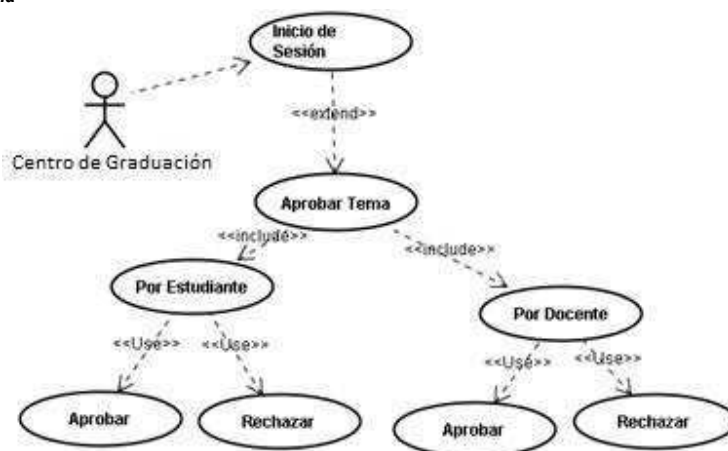 Inicio de
Sesión
<<extend>>
Centro de Graduación
Aprobar Tema
<<include>>
<<include>>
Por Estudiante
Por Docente
<<Use>>
<<Use>>
<<Use>>
<<Use>>
Aprobar
Rechazar
Aprobar
Rechazar